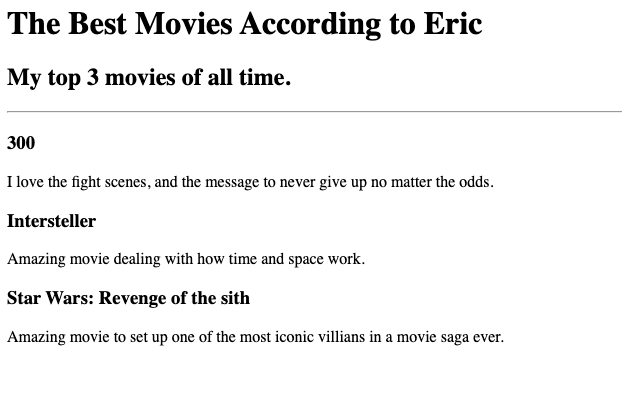 The Best Movies According to Eric
My top 3 movies of all time.
300
I love the fight scenes, and the message to never give up no matter the odds.
Intersteller
Amazing movie dealing with how time and space work.
Star Wars: Revenge of the sith
Amazing movie to set up one of the most iconic villians in a movie saga ever.